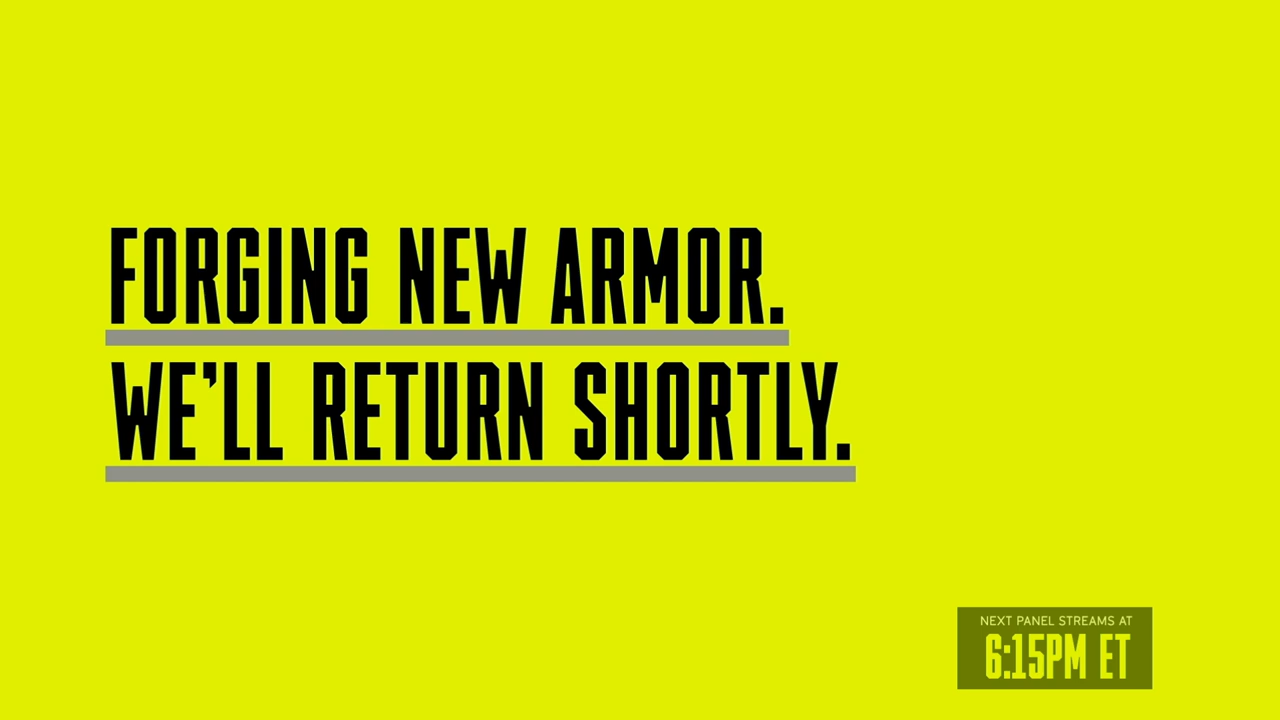 FORGING NEW ARMOR.
WE'LL RETURN SHORTLY.
NEXT PANEL STREAMS AT
6:15PM ET